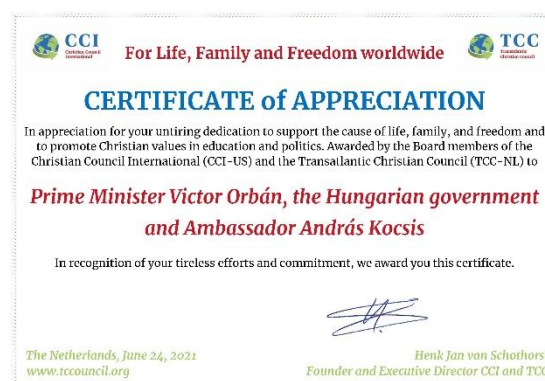 CCI
Christian Council
International
For Life, Family and Freedom worldwide
TCC
Transatlantic
Christian Council
CERTIFICATE of APPRECIATION
In appreciation for your untiring dedication to support the cause of life, family, and freedom and
to promote Christian values in education and politics. Awarded by the Board members of the
Christian Council International (CCI-US) and the Transatlantic Christian Council (TCC-NL) to
Prime Minister Victor Orbán, the Hungarian government
and Ambassador András Kocsis
In recognition of your tireless efforts and commitment, we award you this certificate.
The Netherlands, June 24, 2021
www.tccouncil.org
Henk Jan van Schothors
Founder and Executive Director CCI and TCC